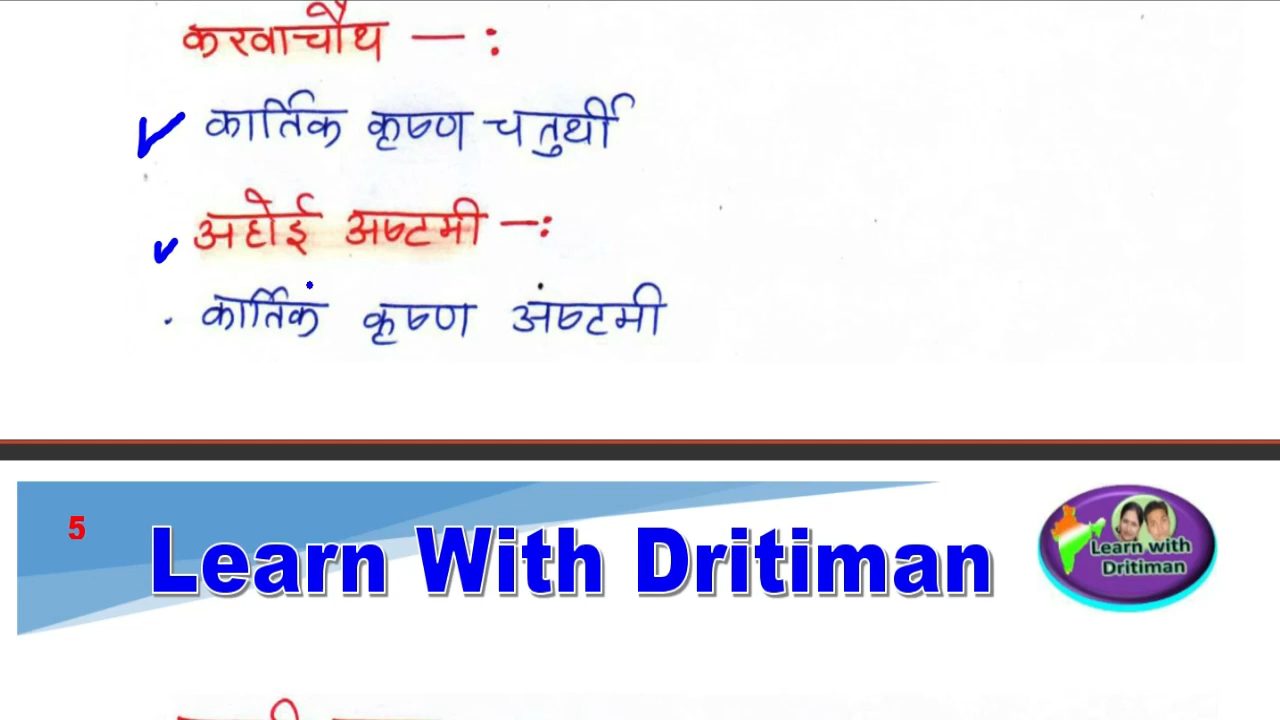 करवाचौथ – :
कार्तिक कृष्ण चतुर्थी
अहोई अष्टमी – :
कार्तिक कृष्ण अष्टमी
5
Learn With Dritiman
Learn with
Dritiman